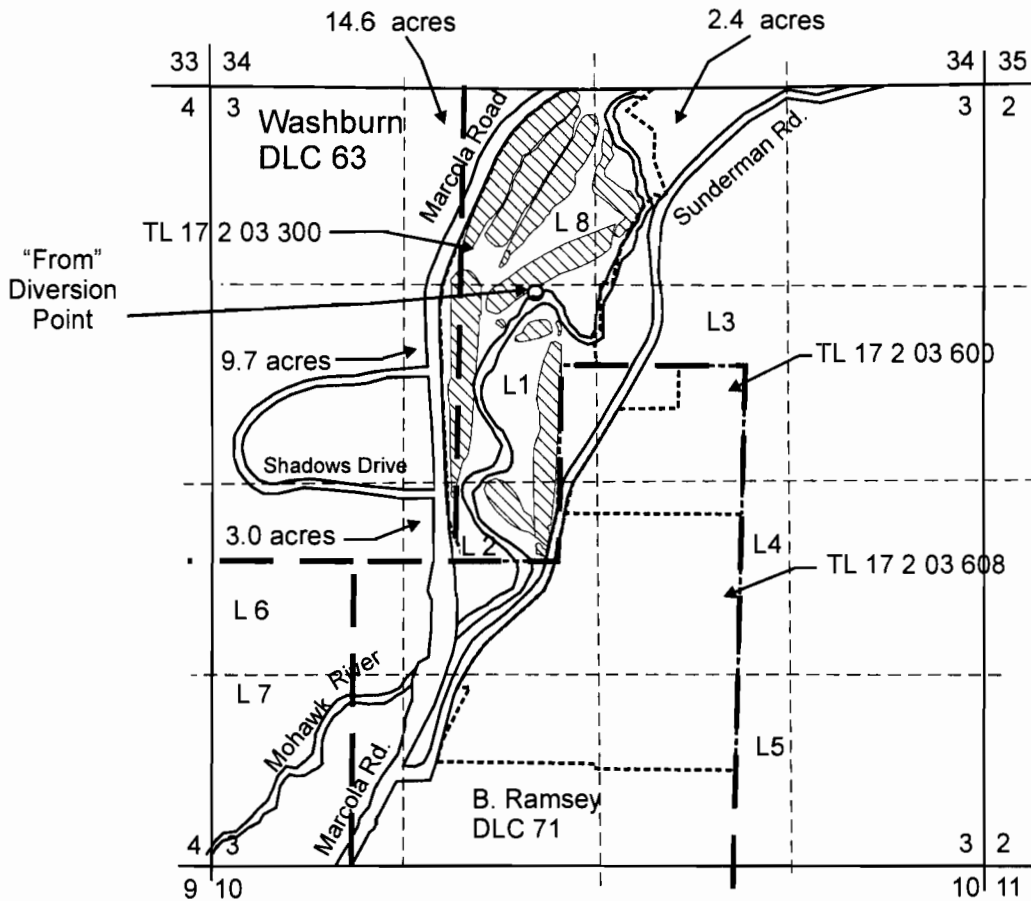 14.6 acres
2.4 acres
33 34
34 35
4 3
3 2
Washburn
DLC 63
Marcola Road
Sunderman Rd.
TL 17 2 03 300
L 8
"From"
Diversion
Point
L3
TL 17 2 03 600
9.7 acres
L1
Shadows Drive
3.0 acres
L 2
L4
TL 17 2 03 608
L 6
L 7
Mohawk River
Marcola Rd.
L5
B. Ramsey
DLC 71
4 3
3 2
9 10
10 11